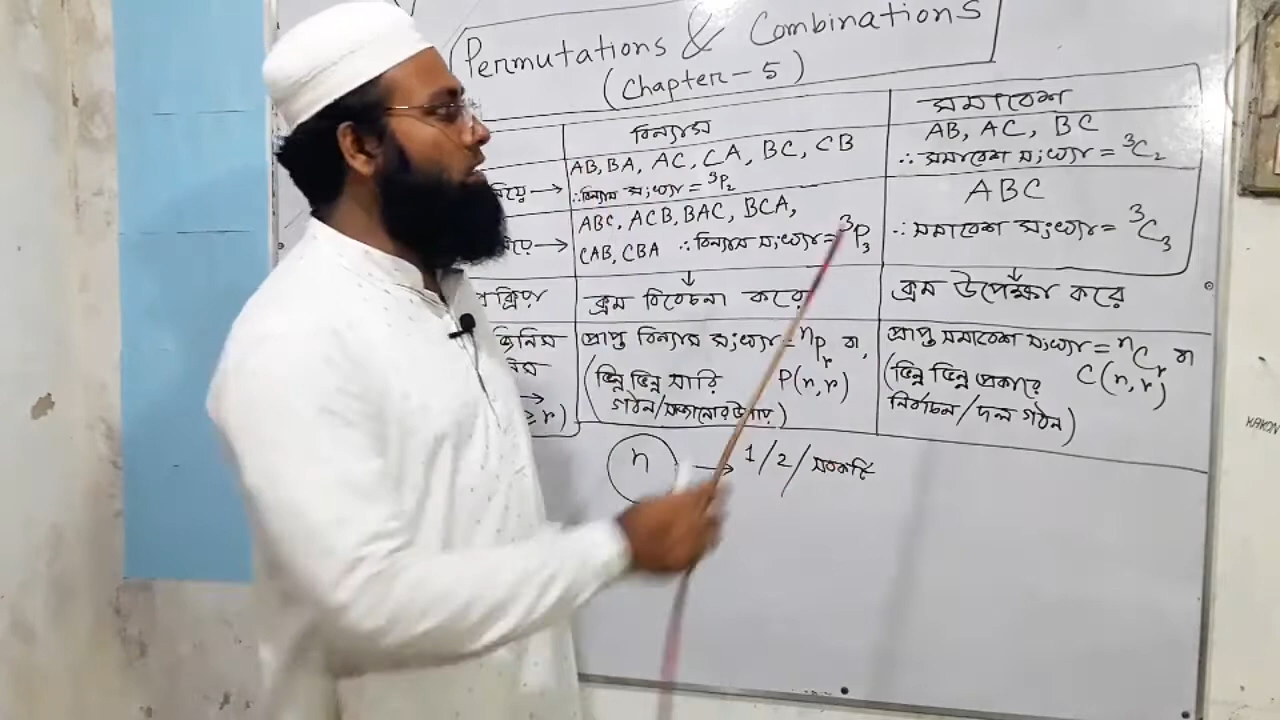 Permutations & Combinations
(Chapter-5)
বিন্যাস
সমাবেশ
AB, BA, AC, CA, BC, CB
নিয়ে → ∴ বিন্যাস সংখ্যা = ³P₂
AB, AC, BC
∴ সমাবেশ সংখ্যা = ³C₂
ABC, ACB, BAC, BCA,
→ CAB, CBA ∴ বিন্যাস সংখ্যা = ³P₃
ABC
∴ সমাবেশ সংখ্যা = ³C₃
↓
ক্রম বিবেচনা করে
↓
ক্রম উপেক্ষা করে
জিনিস
→
≥r)
প্রাপ্ত বিন্যাস সংখ্যা = ⁿPᵣ বা,
(ভিন্ন ভিন্ন সারি P(n,r)
গঠন/সাজানোর উপায়)
প্রাপ্ত সমাবেশ সংখ্যা = ⁿCᵣ বা
(ভিন্ন ভিন্ন প্রকারে C(n,r)
নির্বাচন/দল গঠন)
n → 1/2/সবকটি